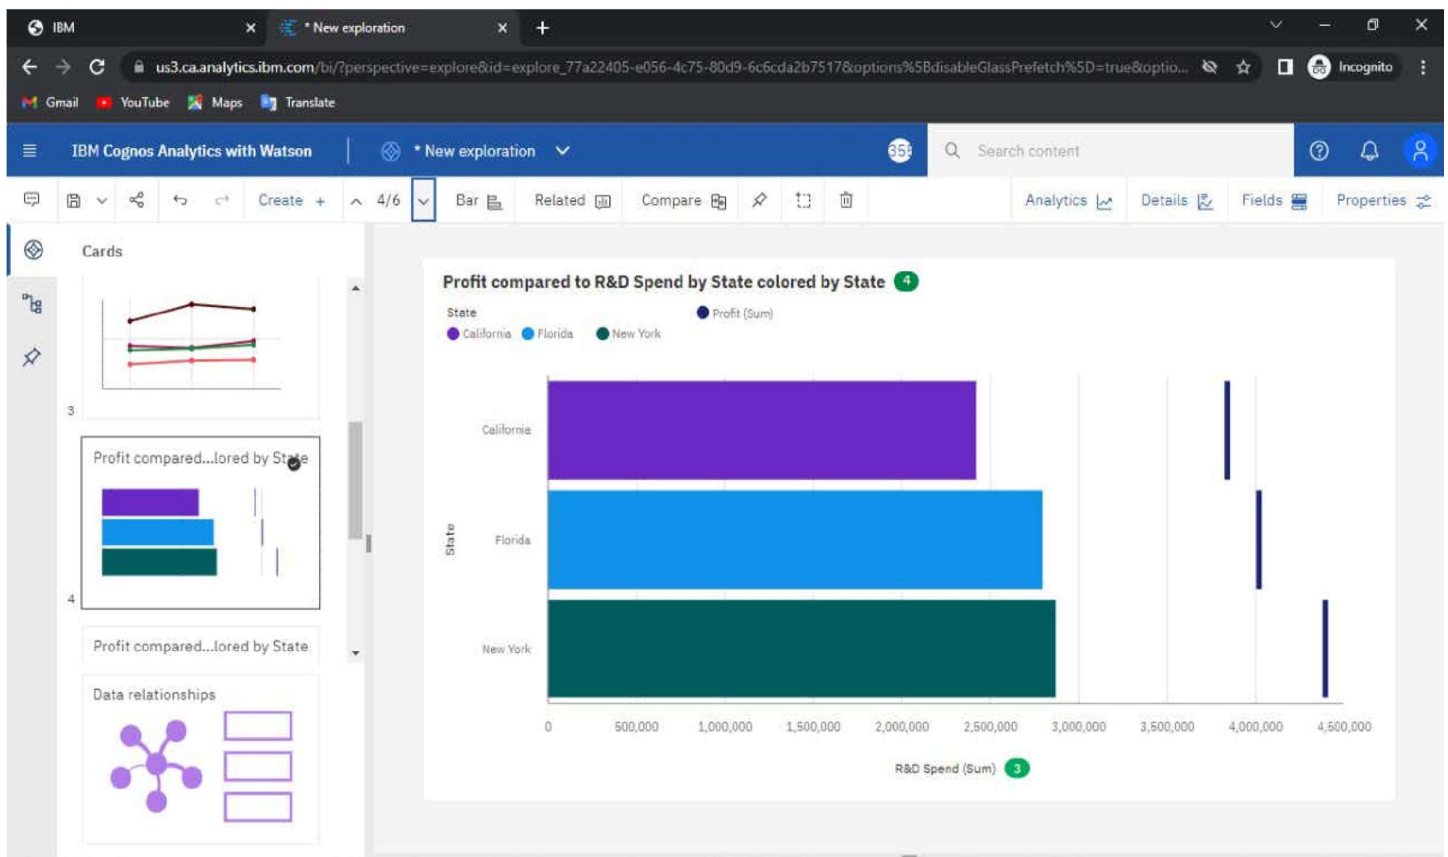 IBM
* New exploration
us3.ca.analytics.ibm.com/bi/?perspective=explore&id=explore_77a22405-e056-4c75-80d9-6c6cda2b7517&options%5BdisableGlassPrefetch%5D=true&optio...
Incognito
Gmail YouTube Maps Translate
IBM Cognos Analytics with Watson
* New exploration
Search content
Create + 4/6 Bar Related Compare Analytics Details Fields Properties
Cards
3
Profit compared...lored by State
4
Profit compared...lored by State
Data relationships
Profit compared to R&D Spend by State colored by State 4
State
Profit (Sum)
California Florida New York
California
Florida
New York
State
0 500,000 1,000,000 1,500,000 2,000,000 2,500,000 3,000,000 3,500,000 4,000,000 4,500,000
R&D Spend (Sum) 3